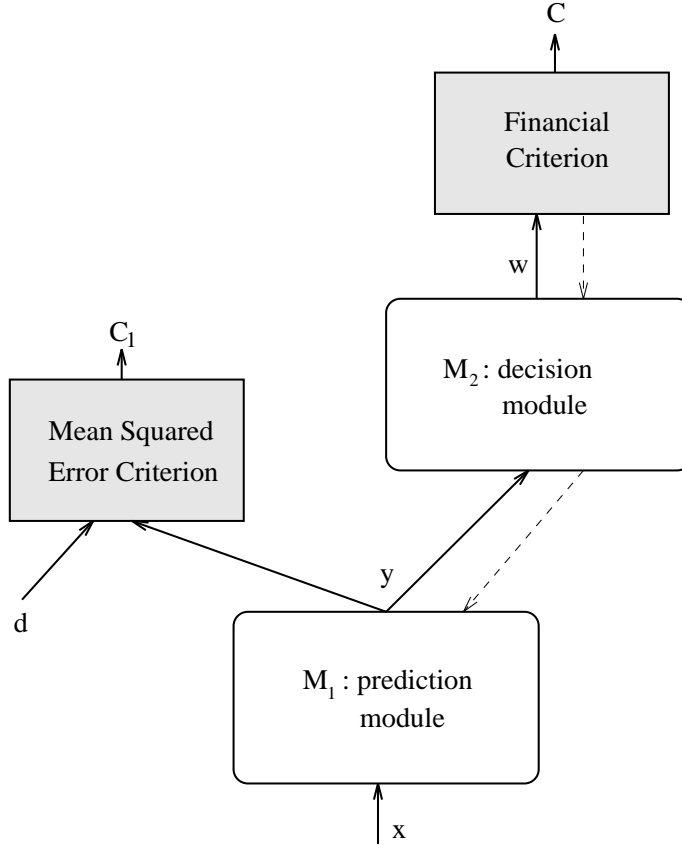 C
Financial
Criterion
w
C₁
M₂ : decision
module
Mean Squared
Error Criterion
y
d
M₁ : prediction
module
x